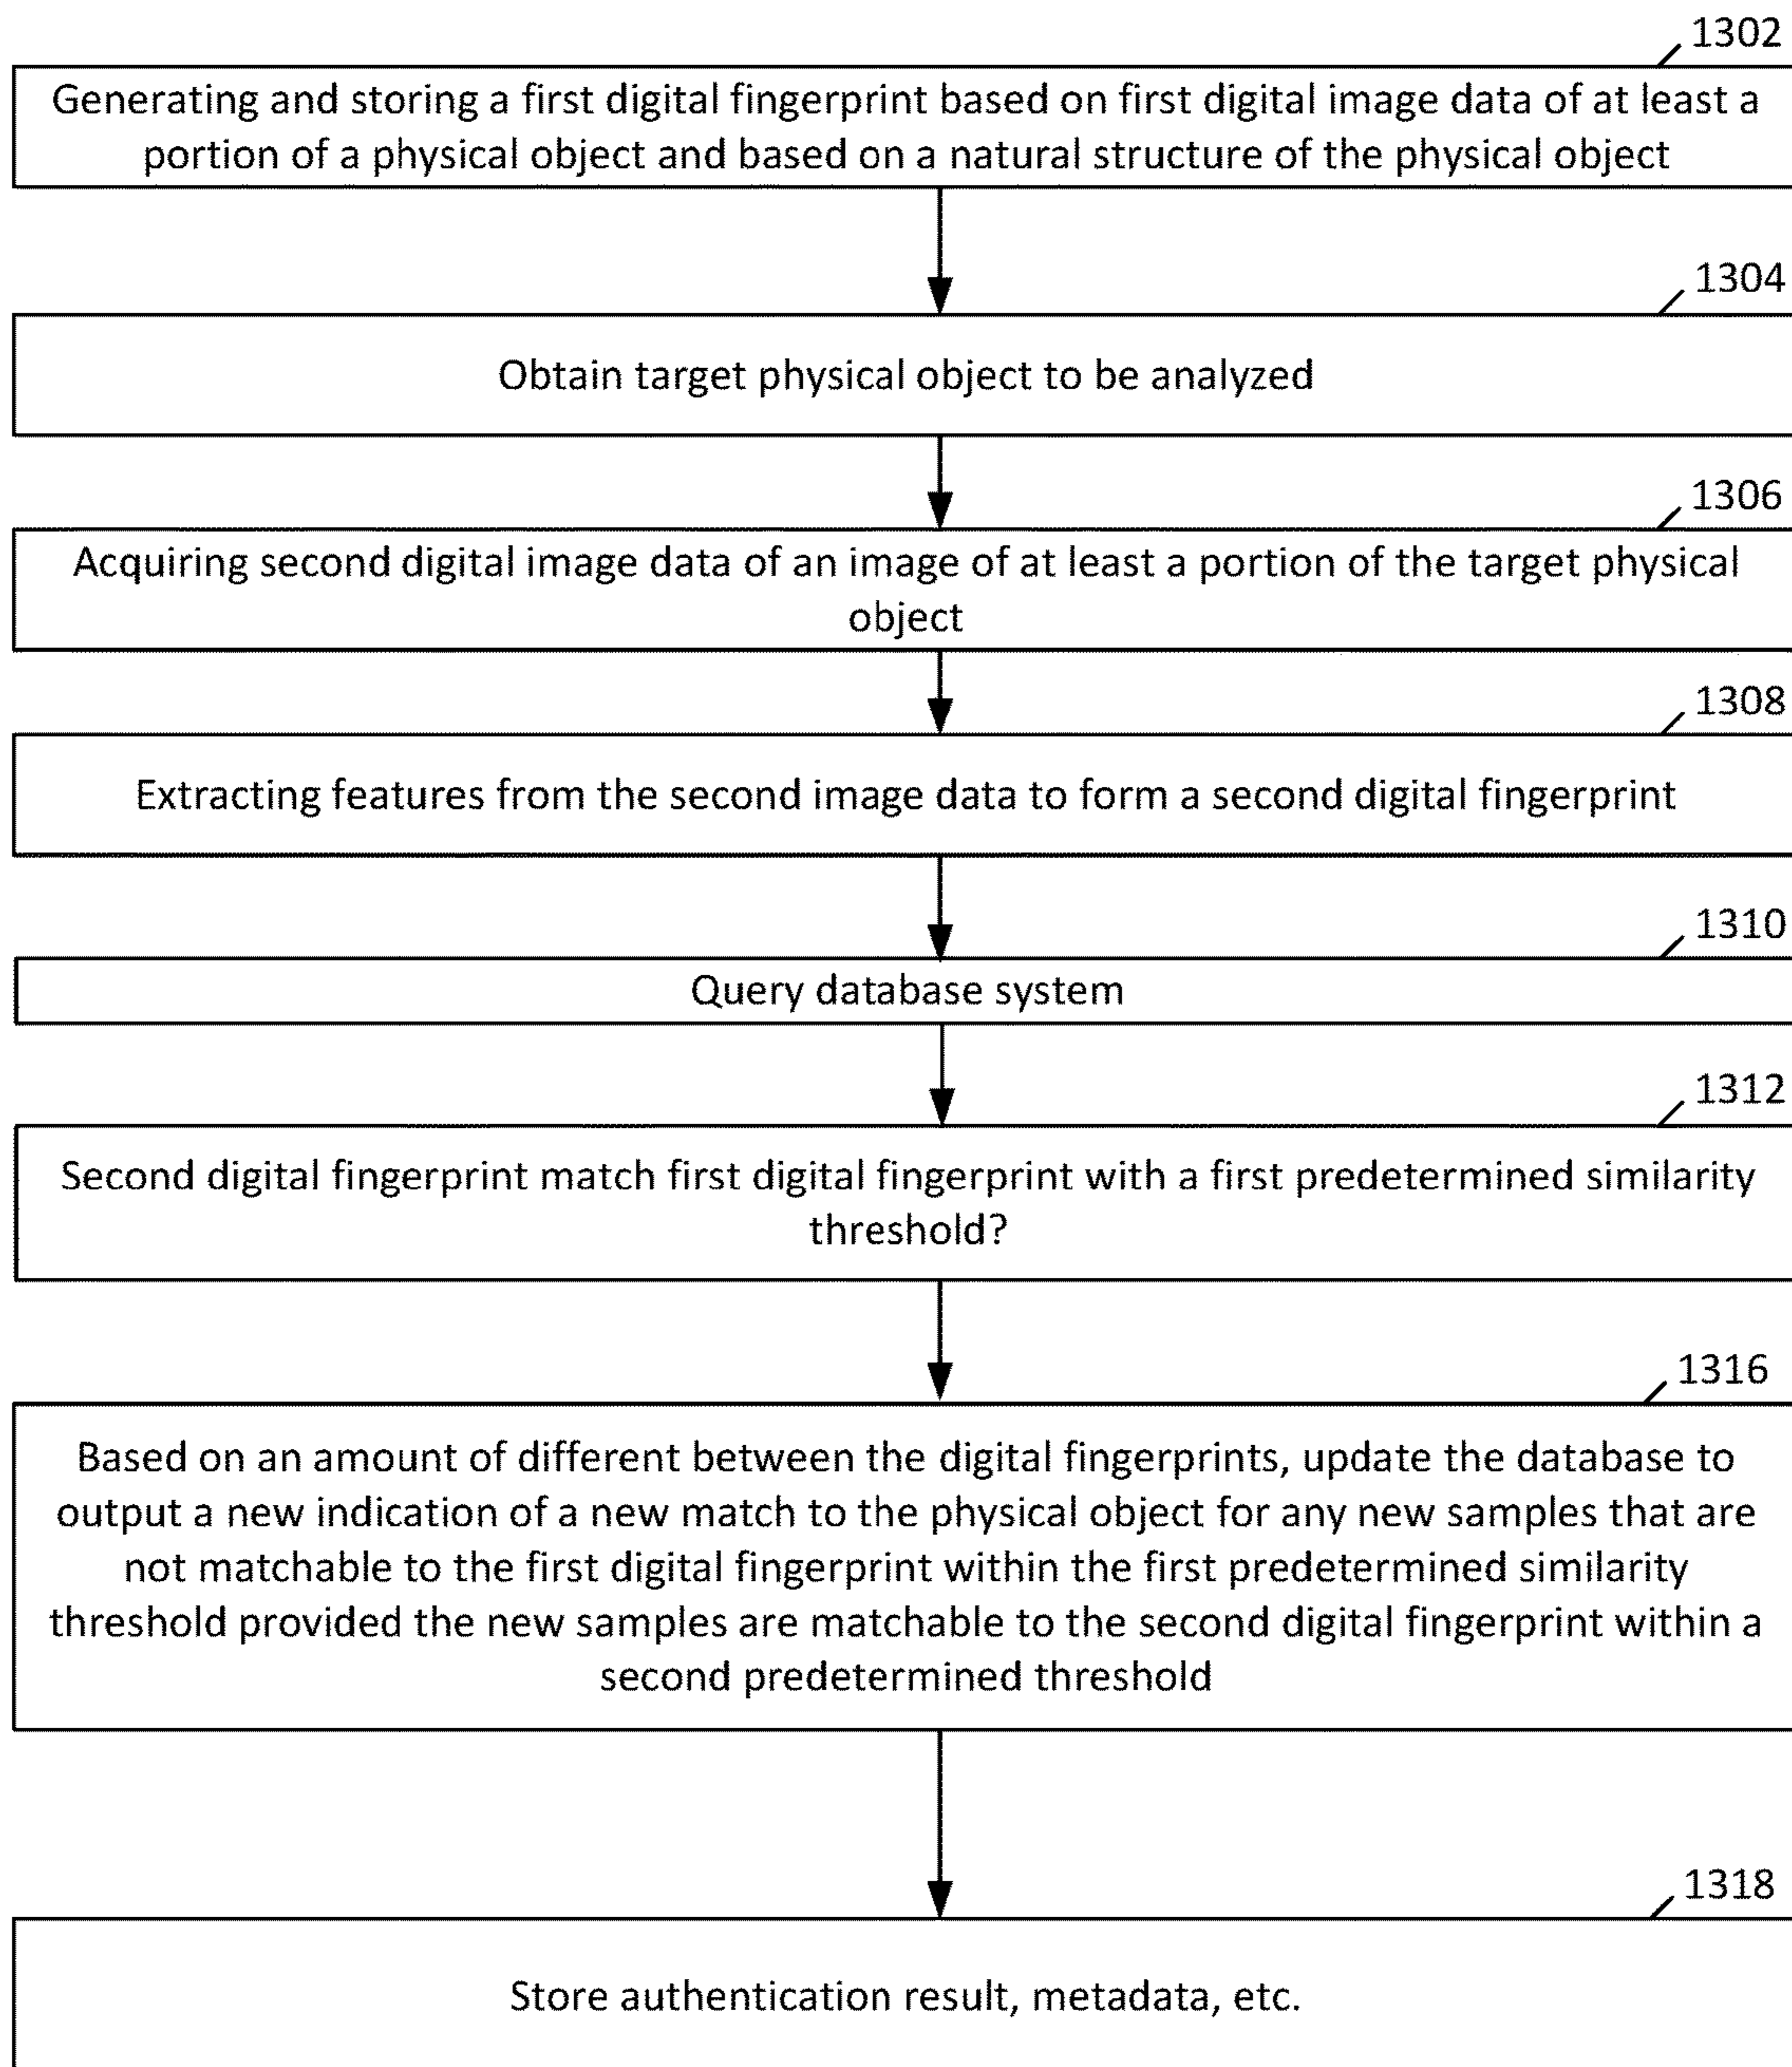 1302
Generating and storing a first digital fingerprint based on first digital image data of at least a
portion of a physical object and based on a natural structure of the physical object
1304
Obtain target physical object to be analyzed
1306
Acquiring second digital image data of an image of at least a portion of the target physical
object
1308
Extracting features from the second image data to form a second digital fingerprint
1310
Query database system
1312
Second digital fingerprint match first digital fingerprint with a first predetermined similarity
threshold?
1316
Based on an amount of different between the digital fingerprints, update the database to
output a new indication of a new match to the physical object for any new samples that are
not matchable to the first digital fingerprint within the first predetermined similarity
threshold provided the new samples are matchable to the second digital fingerprint within a
second predetermined threshold
1318
Store authentication result, metadata, etc.